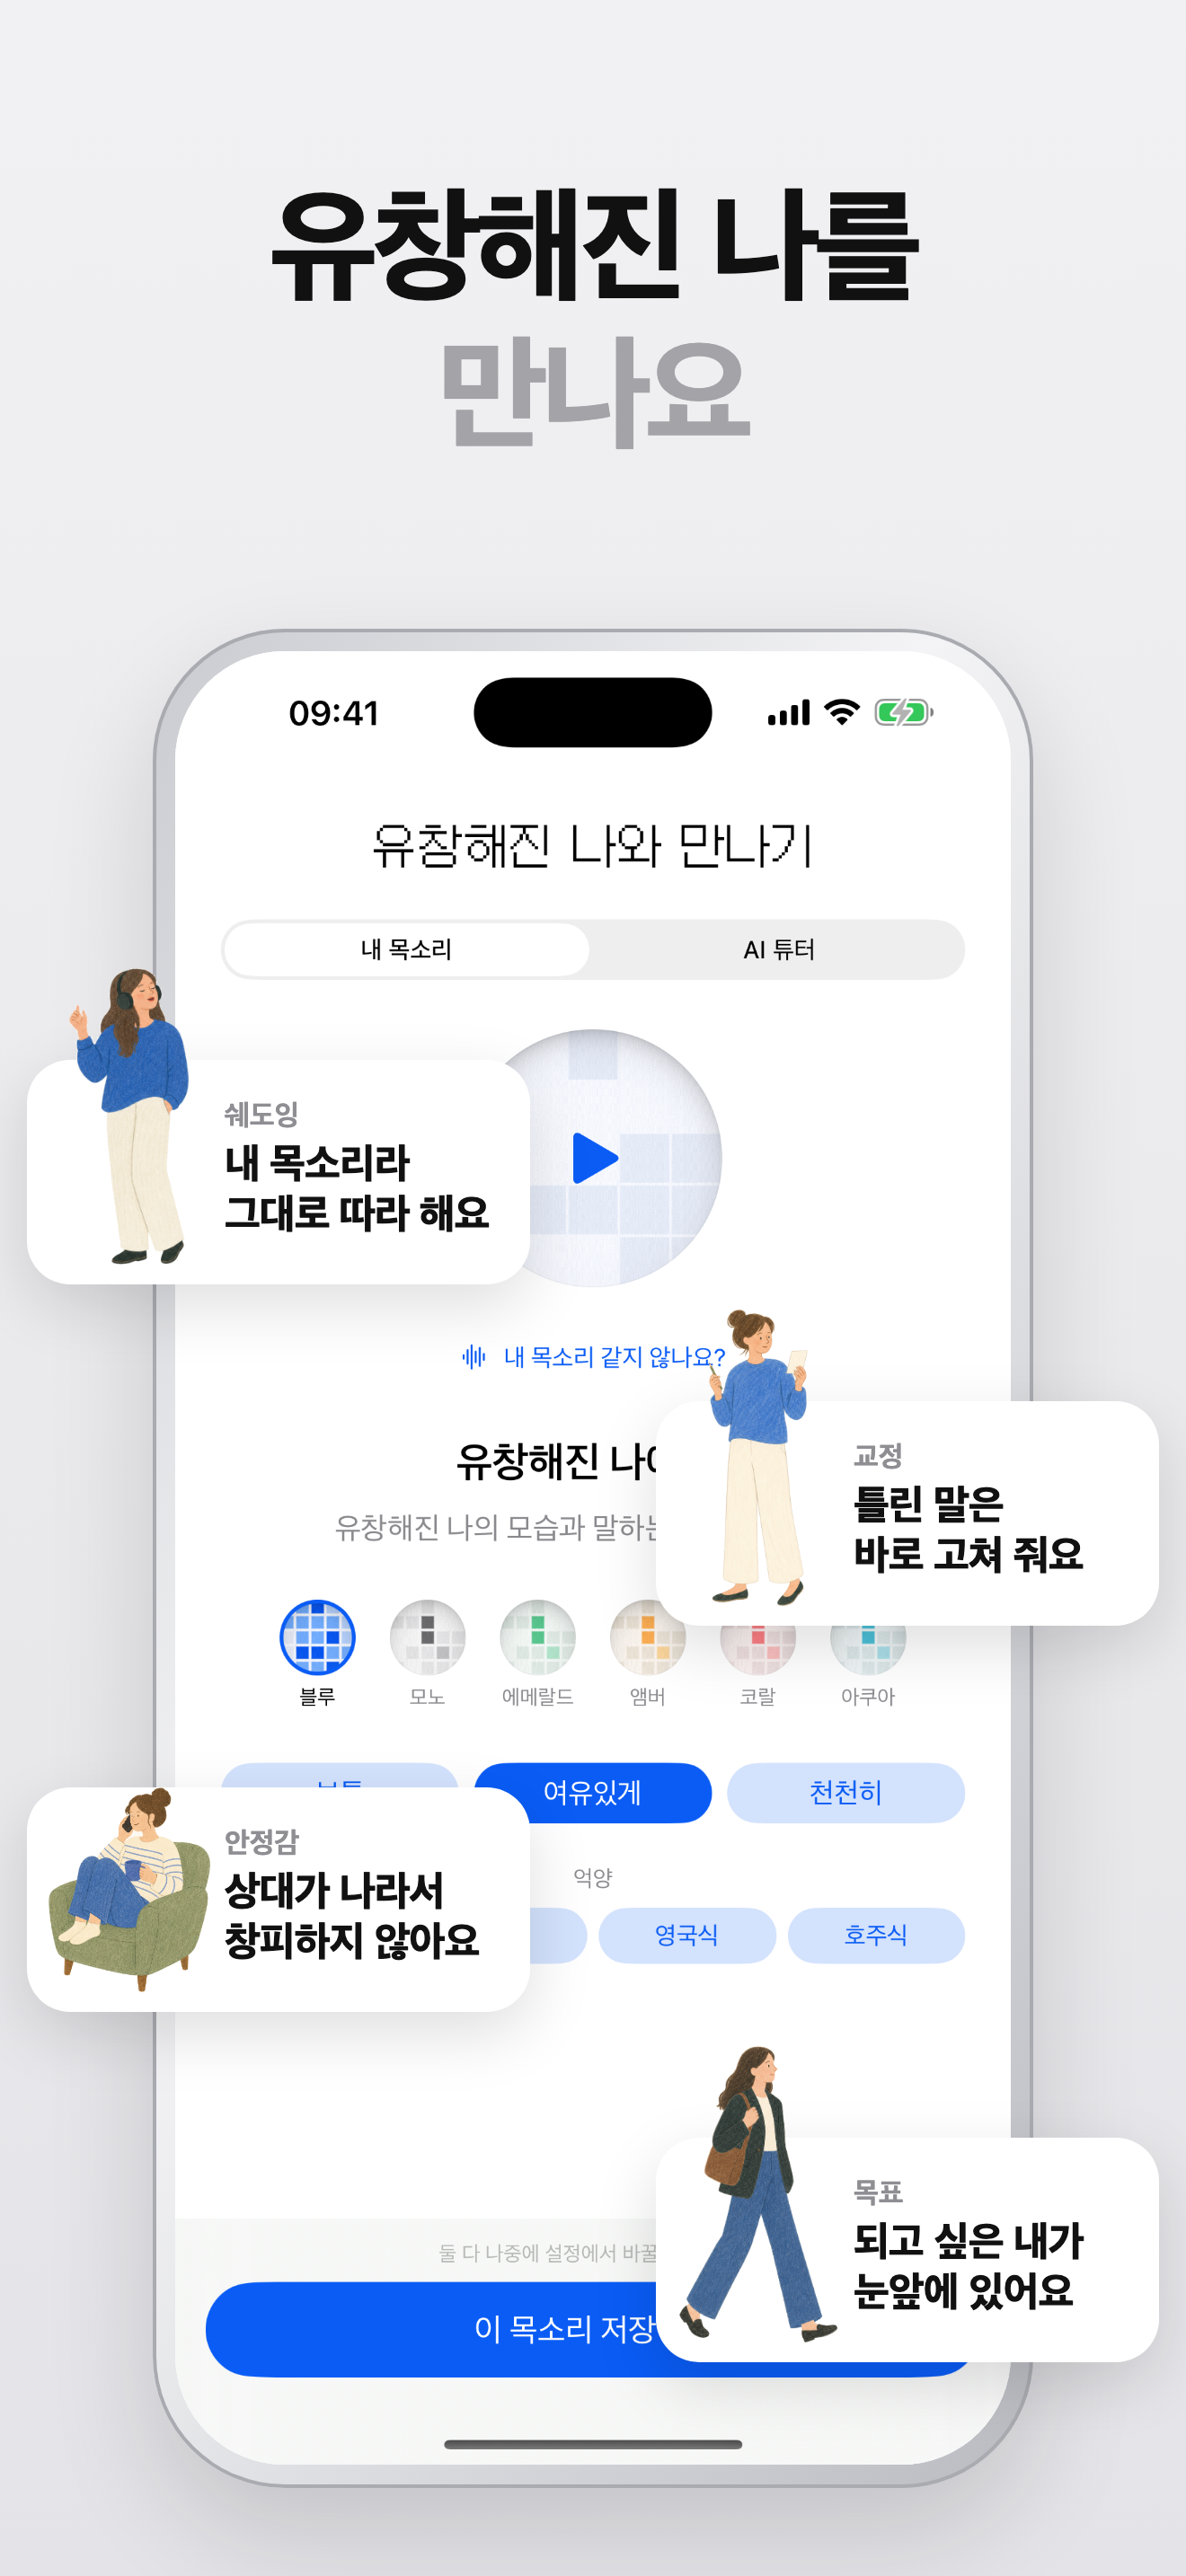 유창해진 나를
만나요
09:41
유창해진 나와 만나기
내 목소리
AI 튜터
쉐도잉
내 목소리라
그대로 따라 해요
내 목소리 같지 않나요?
유창해진
유창해진 나의 모습과
교정
틀린 말은
바로 고쳐 줘요
블루
모노
에메랄드
앰버
코랄
아쿠아
여유있게
천천히
안정감
상대가 나라서
창피하지 않아요
억양
영국식
호주식
목표
되고 싶은 내가
눈앞에 있어요
둘 다 나중에 설정에서
이 목소리 저장